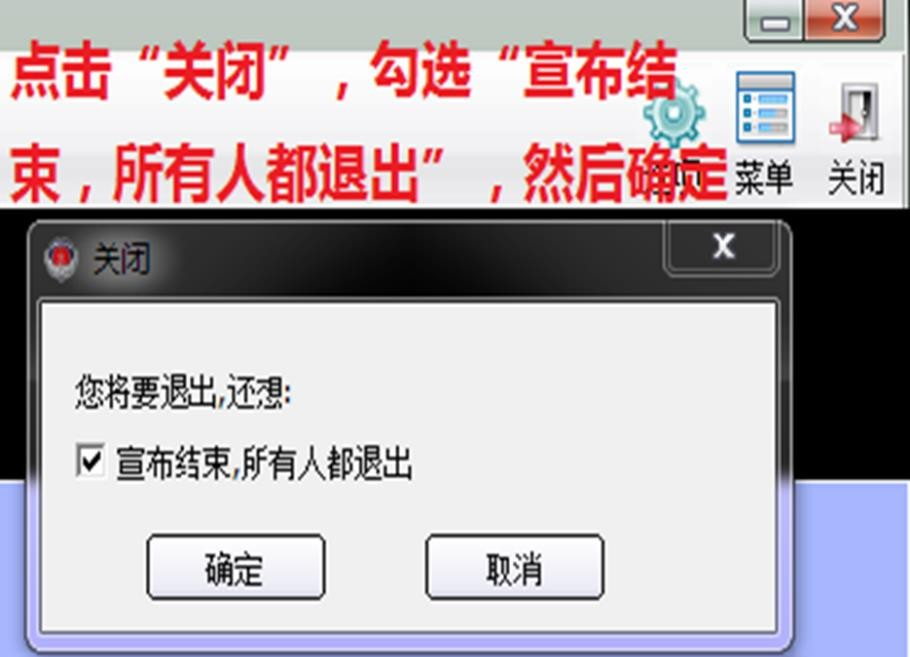 点击“关闭”，勾选“宣布结
束，所有人都退出”，然后确定
菜单 关闭
关闭
您将要退出,还想:
宣布结束,所有人都退出
确定 取消